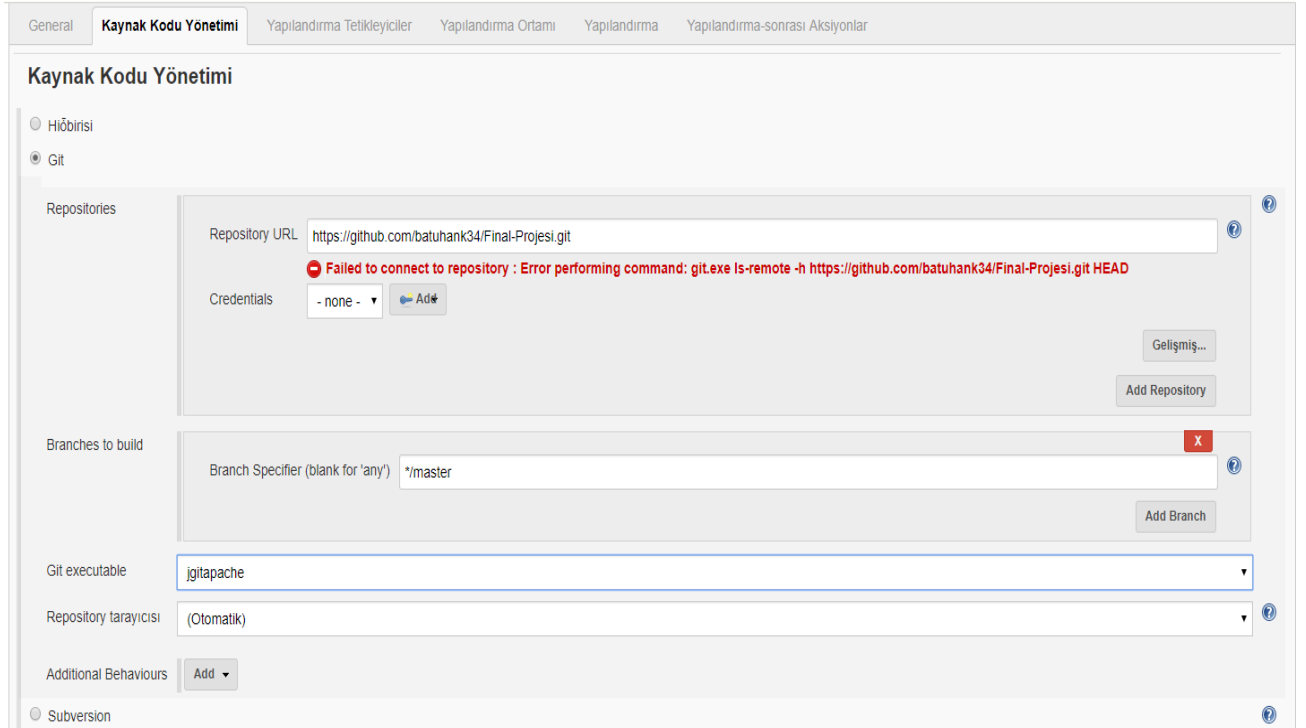 General Kaynak Kodu Yönetimi Yapılandırma Tetikleyiciler Yapılandırma Ortamı Yapılandırma Yapılandırma-sonrası Aksiyonlar
Kaynak Kodu Yönetimi
Hiõbirisi
Git
Repositories
Repository URL https://github.com/batuhank34/Final-Projesi.git
Failed to connect to repository : Error performing command: git.exe ls-remote -h https://github.com/batuhank34/Final-Projesi.git HEAD
Credentials - none - Add
Gelişmiş...
Add Repository
Branches to build
X
Branch Specifier (blank for 'any') */master
Add Branch
Git executable jgitapache
Repository tarayıcısı (Otomatik)
Additional Behaviours Add
Subversion